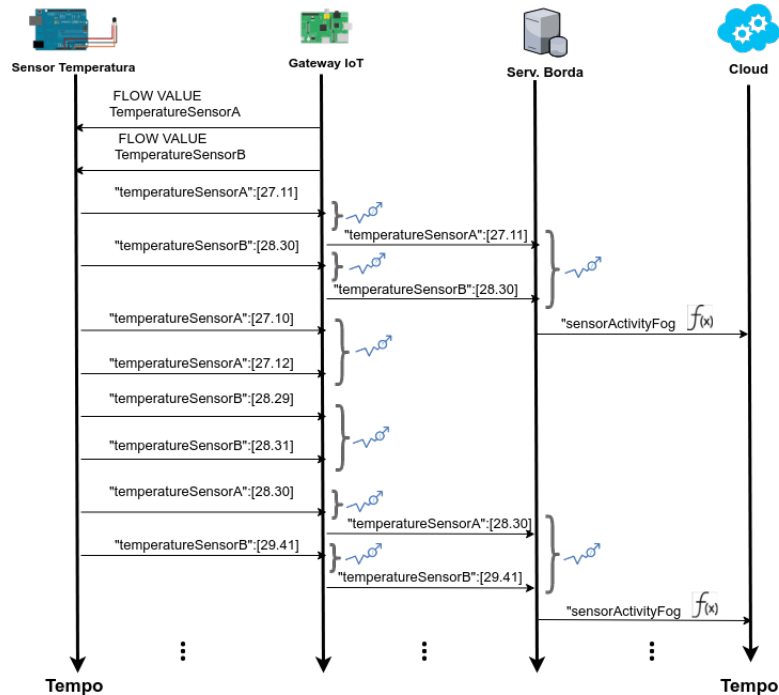 Sensor Temperatura
Gateway IoT
Serv. Borda
Cloud
FLOW VALUE
TemperatureSensorA
FLOW VALUE
TemperatureSensorB
"temperatureSensorA":[27.11]
"temperatureSensorA":[27.11]
"temperatureSensorB":[28.30]
"temperatureSensorB":[28.30]
"temperatureSensorA":[27.10]
"sensorActivityFog f(x)
"temperatureSensorA":[27.12]
"temperatureSensorB":[28.29]
"temperatureSensorB":[28.31]
"temperatureSensorA":[28.30]
"temperatureSensorA":[28.30]
"temperatureSensorB":[29.41]
"temperatureSensorB":[29.41]
"sensorActivityFog f(x)
Tempo
Tempo